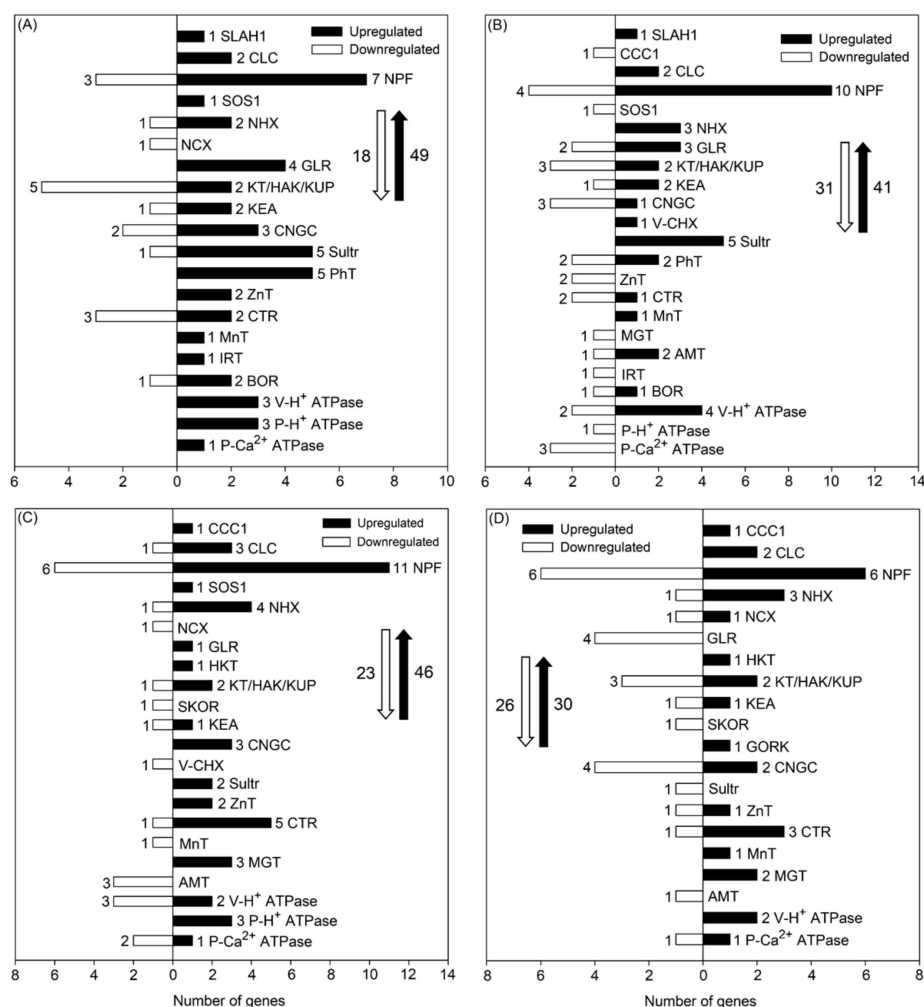 (A)
Upregulated
Downregulated
1 SLAH1
2 CLC
3 7 NPF
1 SOS1
1 2 NHX
1 NCX
4 GLR
5 2 KT/HAK/KUP
1 2 KEA
2 3 CNGC
1 5 Sultr
5 PhT
2 ZnT
3 2 CTR
1 MnT
1 IRT
1 2 BOR
3 V-H+ ATPase
3 P-H+ ATPase
1 P-Ca2+ ATPase
18 49
6 4 2 0 2 4 6 8 10
(B)
Upregulated
Downregulated
1 SLAH1
1 CCC1
2 CLC
4 10 NPF
1 SOS1
3 NHX
2 3 GLR
3 2 KT/HAK/KUP
1 2 KEA
3 1 CNGC
1 V-CHX
5 Sultr
2 2 PhT
2 ZnT
2 1 CTR
1 MnT
1 MGT
1 2 AMT
1 IRT
1 1 BOR
2 4 V-H+ ATPase
1 P-H+ ATPase
3 P-Ca2+ ATPase
31 41
6 4 2 0 2 4 6 8 10 12 14
(C)
Upregulated
Downregulated
1 CCC1
1 3 CLC
6 11 NPF
1 SOS1
1 4 NHX
1 NCX
1 GLR
1 HKT
1 2 KT/HAK/KUP
1 SKOR
1 1 KEA
3 CNGC
1 V-CHX
2 Sultr
2 ZnT
1 5 CTR
1 MnT
3 MGT
3 AMT
3 2 V-H+ ATPase
3 P-H+ ATPase
2 1 P-Ca2+ ATPase
23 46
8 6 4 2 0 2 4 6 8 10 12 14
Number of genes
(D)
Upregulated
Downregulated
1 CCC1
2 CLC
6 6 NPF
1 3 NHX
1 1 NCX
4 GLR
1 HKT
3 2 KT/HAK/KUP
1 1 KEA
1 SKOR
1 GORK
4 2 CNGC
1 Sultr
1 1 ZnT
1 3 CTR
1 MnT
2 MGT
1 AMT
2 V-H+ ATPase
1 1 P-Ca2+ ATPase
26 30
8 6 4 2 0 2 4 6 8
Number of genes